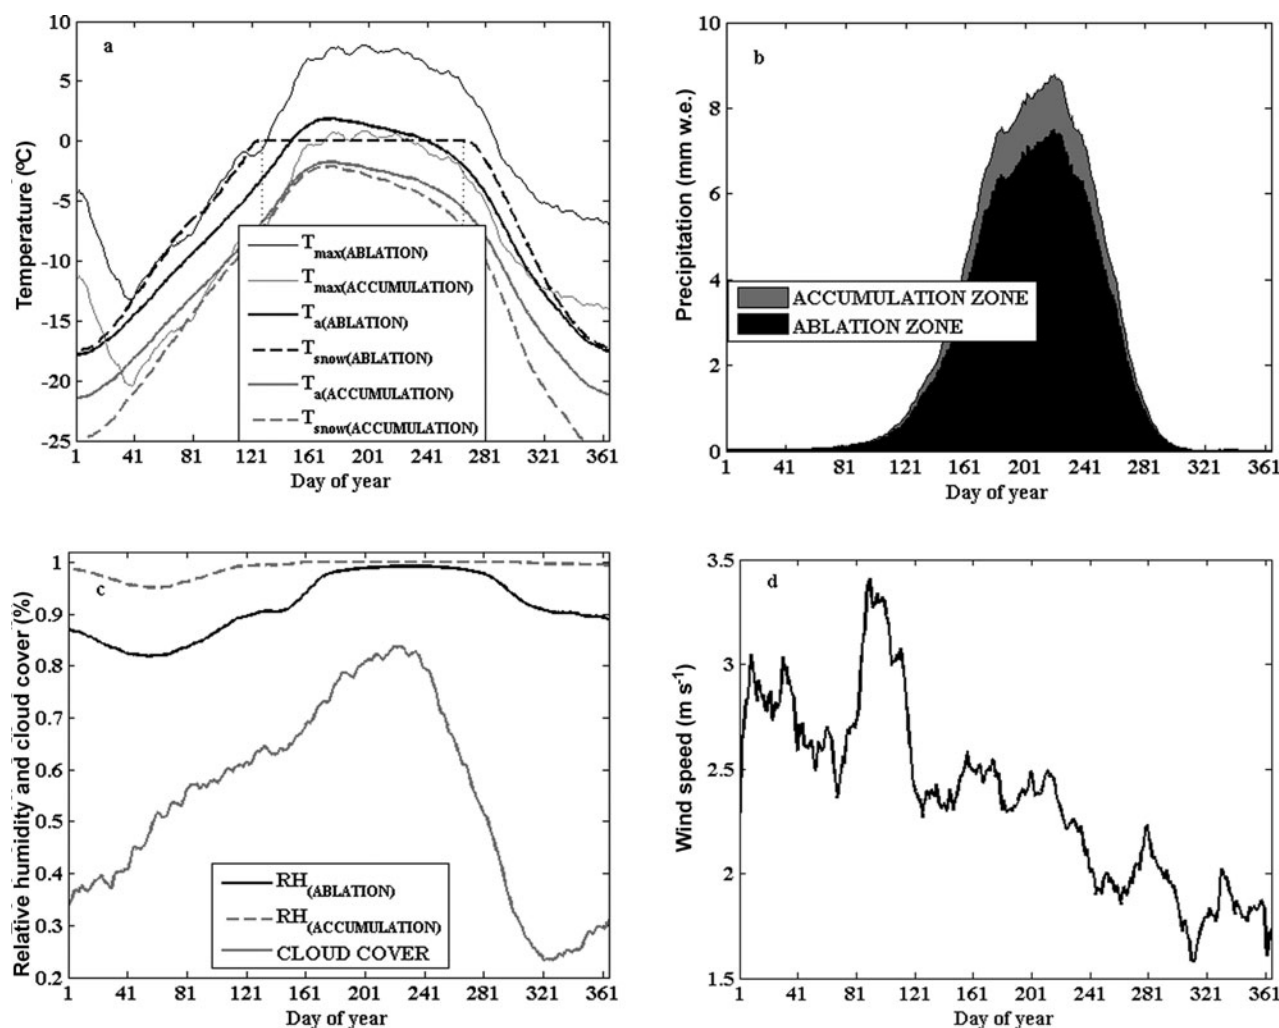 a
Temperature (ºC)
10
5
0
-5
-10
-15
-20
-25
T max(ABLATION)
T max(ACCUMULATION)
T a(ABLATION)
T snow(ABLATION)
T a(ACCUMULATION)
T snow(ACCUMULATION)
1 41 81 121 161 201 241 281 321 361
Day of year
b
Precipitation (mm w.e.)
10
8
6
4
2
0
ACCUMULATION ZONE
ABLATION ZONE
1 41 81 121 161 201 241 281 321 361
Day of year
c
Relative humidity and cloud cover (%)
1
0.9
0.8
0.7
0.6
0.5
0.4
0.3
0.2
RH (ABLATION)
RH (ACCUMULATION)
CLOUD COVER
1 41 81 121 161 201 241 281 321 361
Day of year
d
Wind speed (m s-1)
3.5
3
2.5
2
1.5
1 41 81 121 161 201 241 281 321 361
Day of year